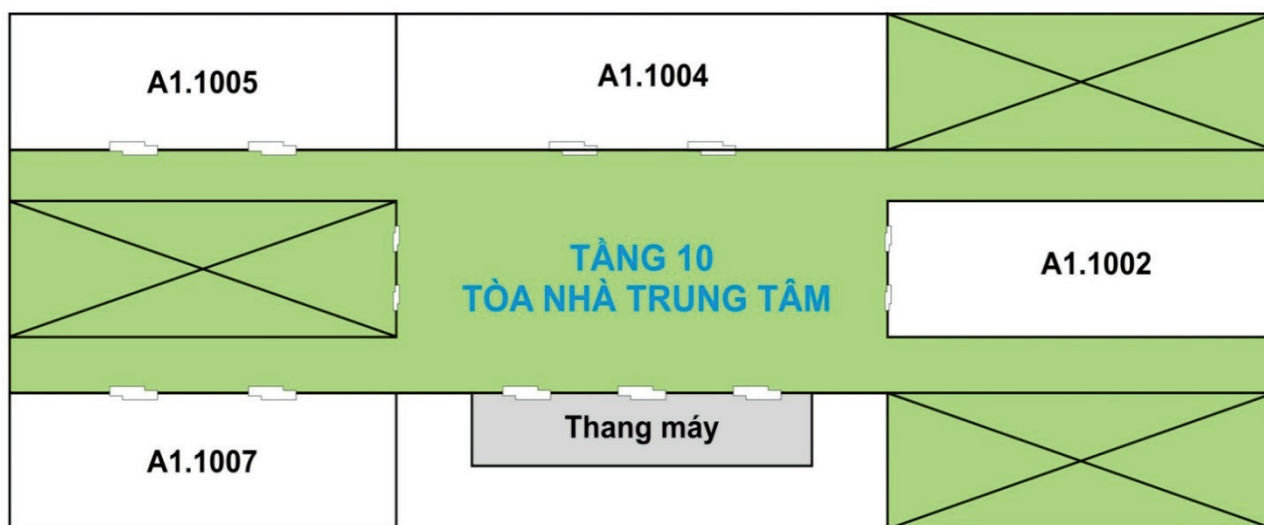 A1.1005
A1.1004
TẦNG 10
TÒA NHÀ TRUNG TÂM
A1.1002
Thang máy
A1.1007